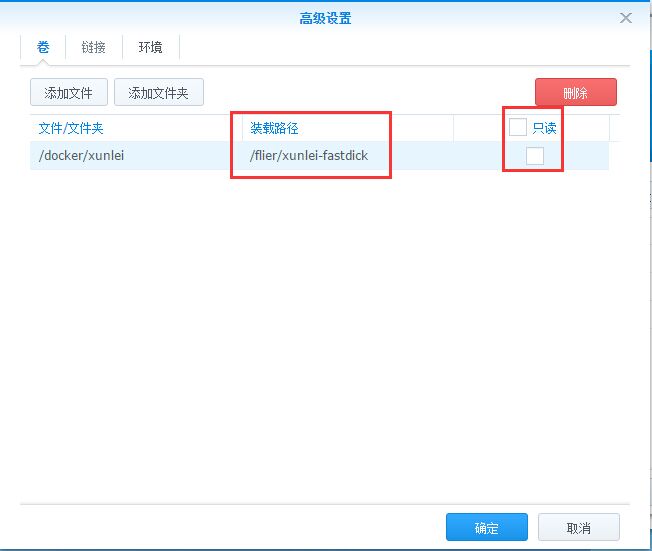 高级设置
卷 链接 环境
添加文件 添加文件夹 删除
文件/文件夹 装载路径 只读
/docker/xunlei /flier/xunlei-fastdick
确定 取消